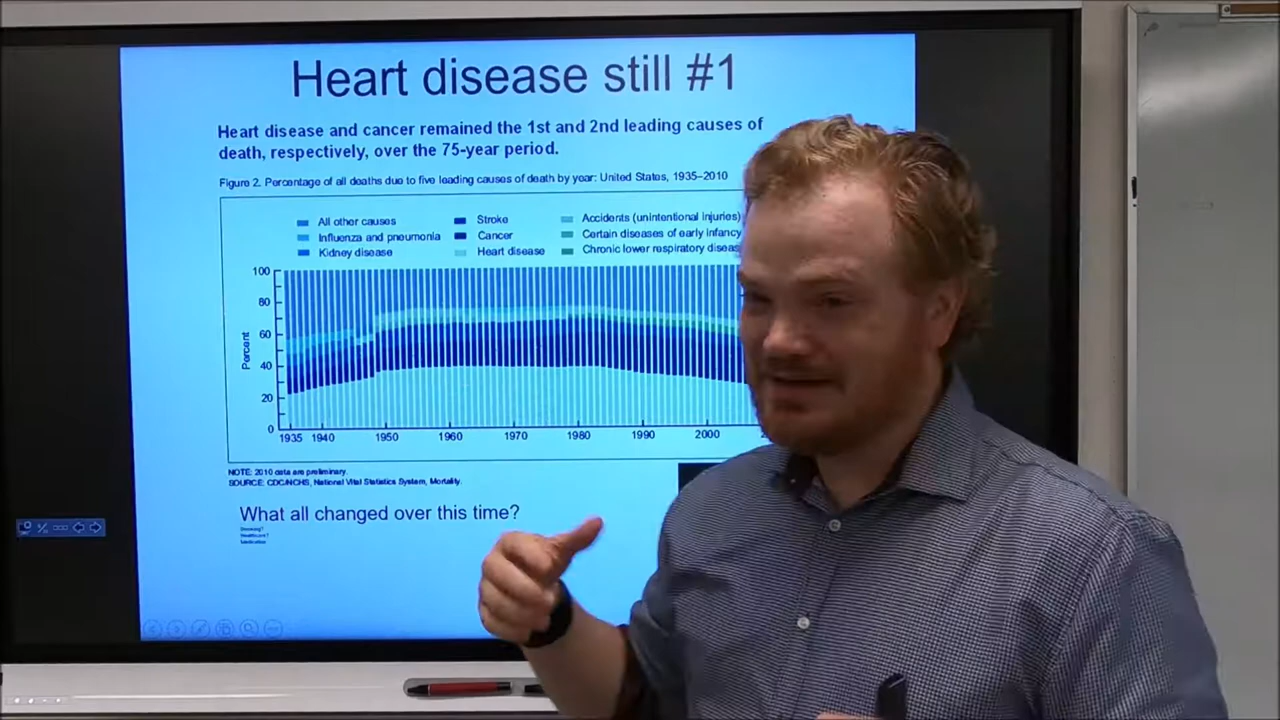 Heart disease still #1
Heart disease and cancer remained the 1st and 2nd leading causes of
death, respectively, over the 75-year period.
Figure 2. Percentage of all deaths due to five leading causes of death by year: United States, 1935–2010
All other causes
Influenza and pneumonia
Kidney disease
Stroke
Cancer
Heart disease
Accidents (unintentional injuries)
Certain diseases of early infancy
Chronic lower respiratory
Percent
100
80
60
40
20
0
1935 1940 1950 1960 1970 1980 1990 2000
NOTE: 2010 data are preliminary.
SOURCE: CDC/NCHS, National Vital Statistics System, Mortality.
What all changed over this time?
Smoking?
Healthcare?